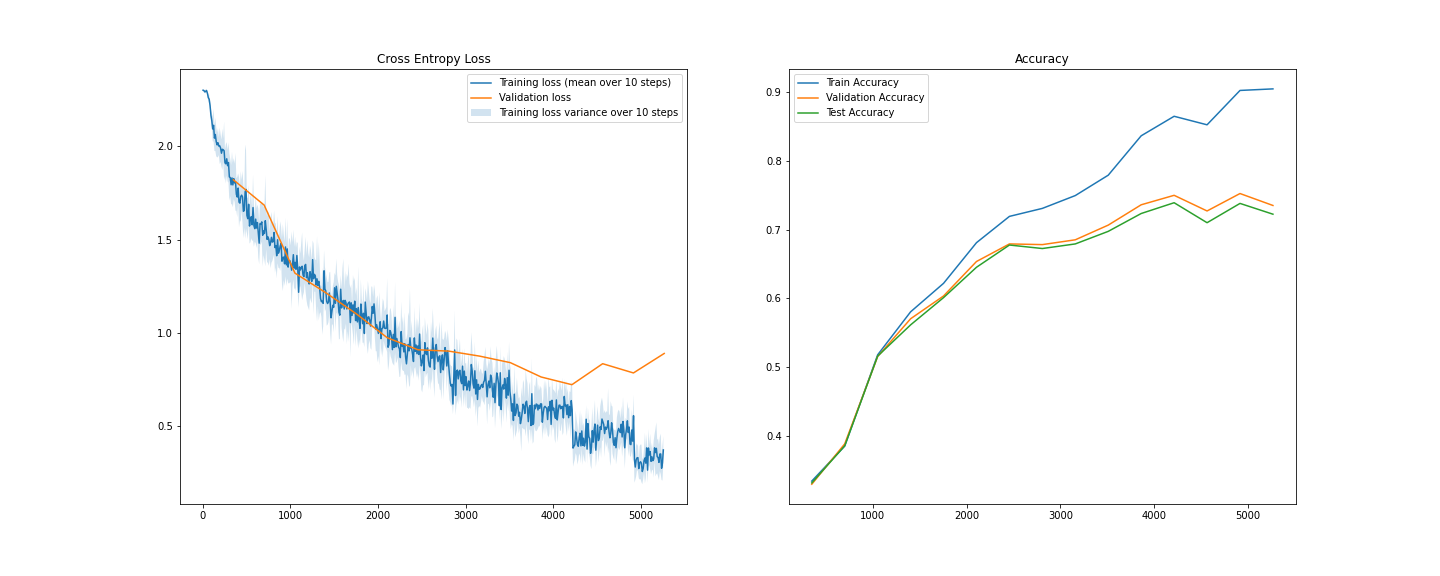 Cross Entropy Loss
Training loss (mean over 10 steps)
Validation loss
Training loss variance over 10 steps
2.0
1.5
1.0
0.5
0
1000
2000
3000
4000
5000
Accuracy
Train Accuracy
Validation Accuracy
Test Accuracy
0.9
0.8
0.7
0.6
0.5
0.4
1000
2000
3000
4000
5000